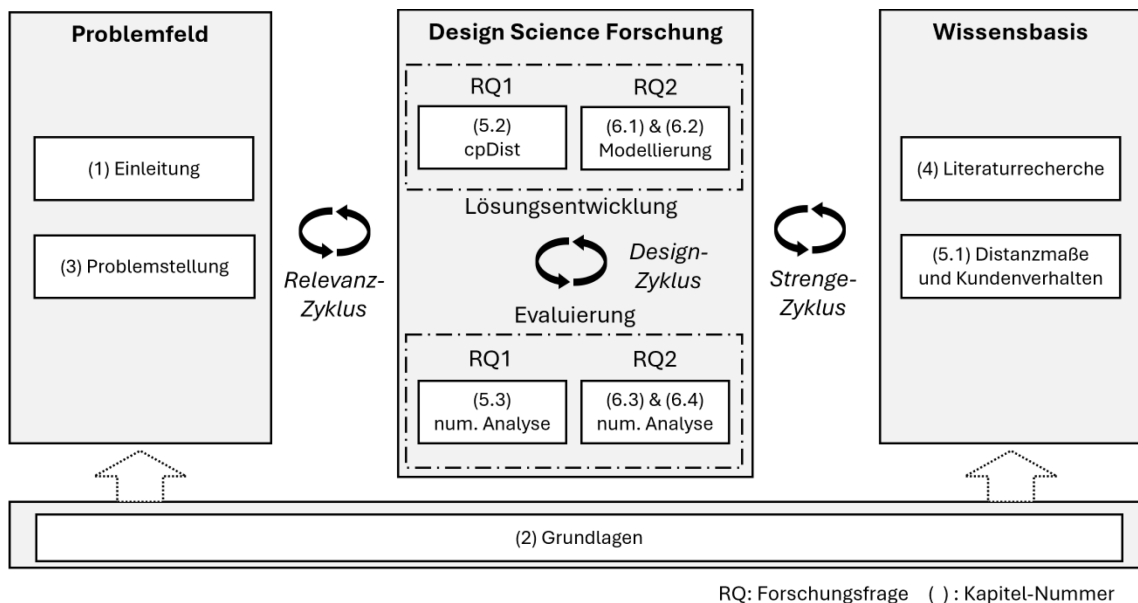 Problemfeld
(1) Einleitung
(3) Problemstellung
Relevanz-
Zyklus
Design Science Forschung
RQ1
(5.2)
cpDist
RQ2
(6.1) & (6.2)
Modellierung
Lösungsentwicklung
Design-
Zyklus
Evaluierung
RQ1
(5.3)
num. Analyse
RQ2
(6.3) & (6.4)
num. Analyse
Strenge-
Zyklus
Wissensbasis
(4) Literaturrecherche
(5.1) Distanzmaße
und Kundenverhalten
(2) Grundlagen
RQ: Forschungsfrage ( ) : Kapitel-Nummer